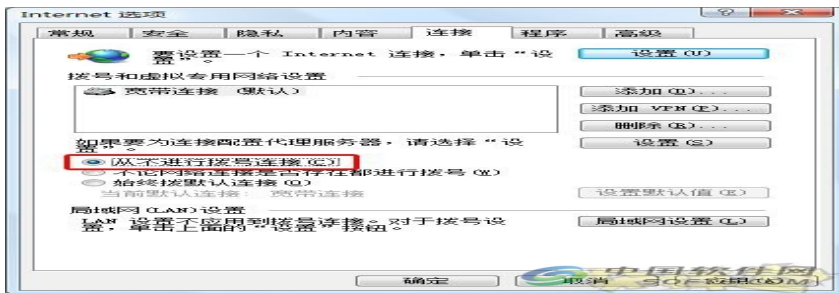 Internet 选项
常规 安全 隐私 内容 连接 程序 高级
要设置一个 Internet 连接，单击“设置”。
设置(U)
拨号和虚拟专用网络设置
宽带连接 (默认)
添加(D)...
添加 VPN(P)...
删除(R)...
如果要为连接配置代理服务器，请选择“设置”。
设置(S)
从不进行拨号连接(C)
不论网络连接是否存在都进行拨号(W)
始终拨默认连接(O)
当前默认连接： 宽带连接
设置默认值(E)
局域网(LAN)设置
LAN 设置不应用到拨号连接。对于拨号设置，单击上面的“设置”按钮。
局域网设置(L)
确定 取消 应用(A)
中国软件网